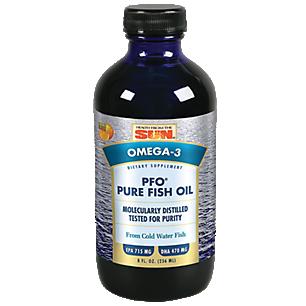 HEALTH FROM THE
SUN
OMEGA-3
DIETARY SUPPLEMENT
PFO®
PURE FISH OIL
MOLECULARLY DISTILLED
TESTED FOR PURITY
From Cold Water Fish
EPA 715 MG DHA 470 MG
8 FL. OZ. (236 ML)